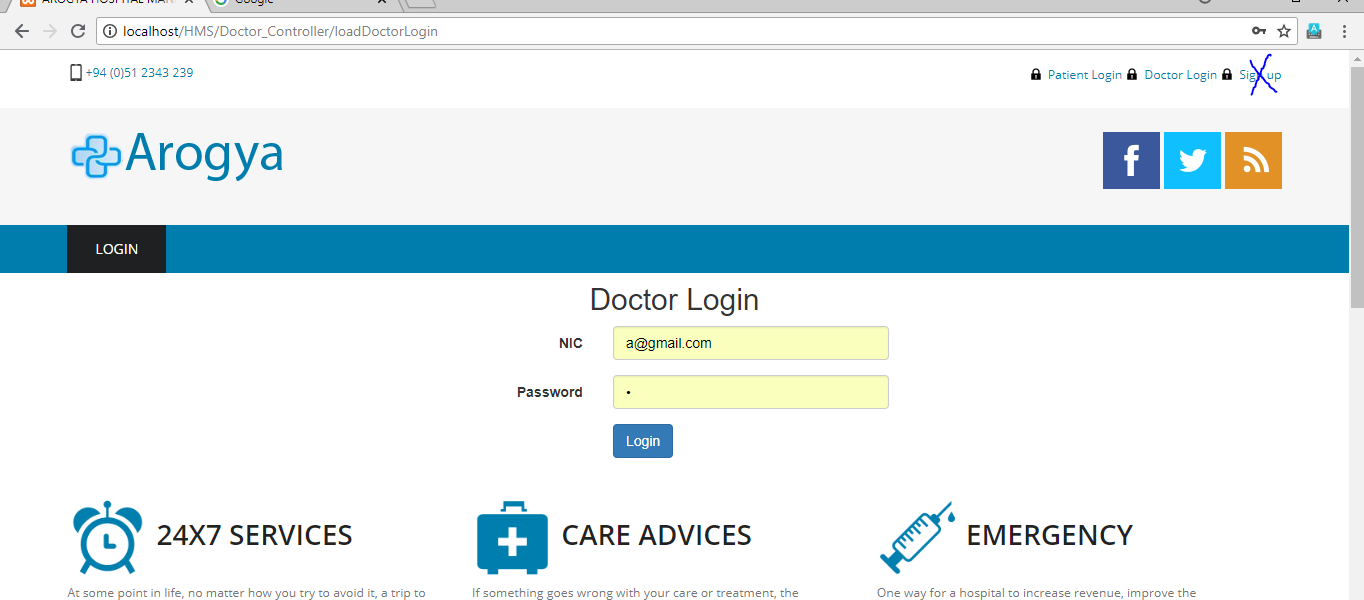 Google
localhost/HMS/Doctor_Controller/loadDoctorLogin
+94 (0)51 2343 239
Patient Login Doctor Login Sign up
Arogya
LOGIN
Doctor Login
NIC a@gmail.com
Password •
Login
24X7 SERVICES CARE ADVICES EMERGENCY
At some point in life, no matter how you try to avoid it, a trip to
If something goes wrong with your care or treatment, the
One way for a hospital to increase revenue, improve the